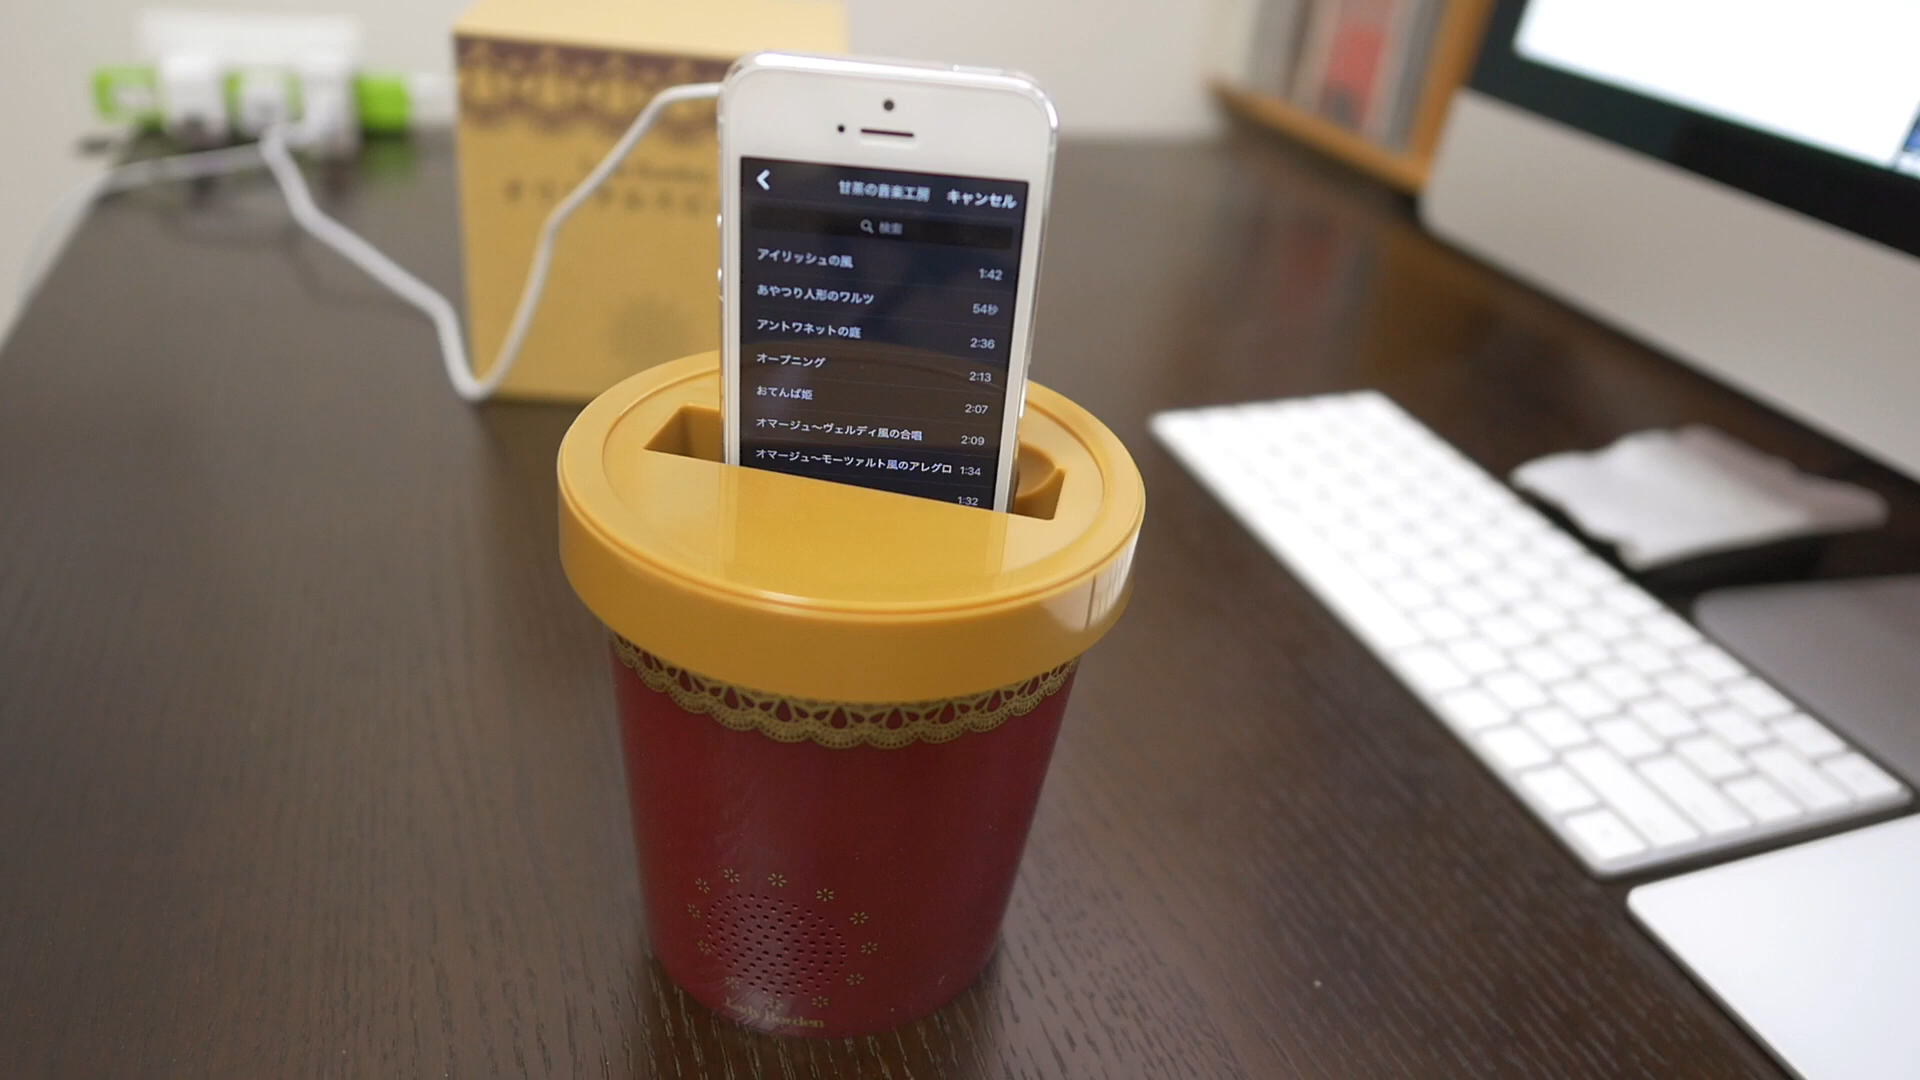 甘茶の音楽工房 キャンセル
検索
アイリッシュの風 1:42
あやつり人形のワルツ 54秒
アントワネットの庭 2:36
オープニング 2:13
おてんば姫 2:07
オマージュ〜ヴェルディ風の合唱 2:09
オマージュ〜モーツァルト風のアレグロ 1:34
1:32
Lady Borden